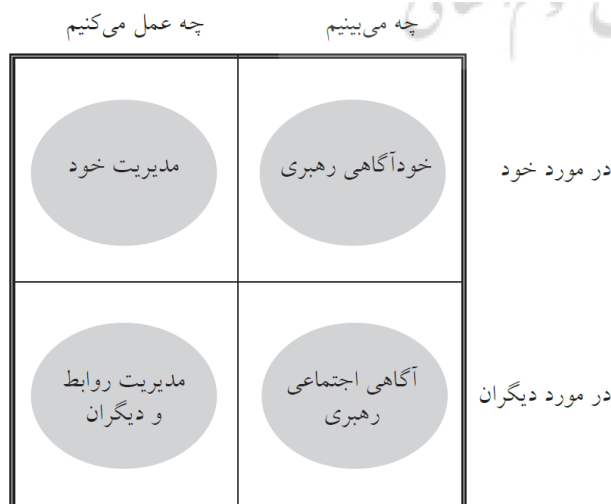 چه می‌بینیم
چه عمل می‌کنیم
در مورد خود
خودآگاهی رهبری
مدیریت خود
در مورد دیگران
آگاهی اجتماعی
رهبری
مدیریت روابط
و دیگران